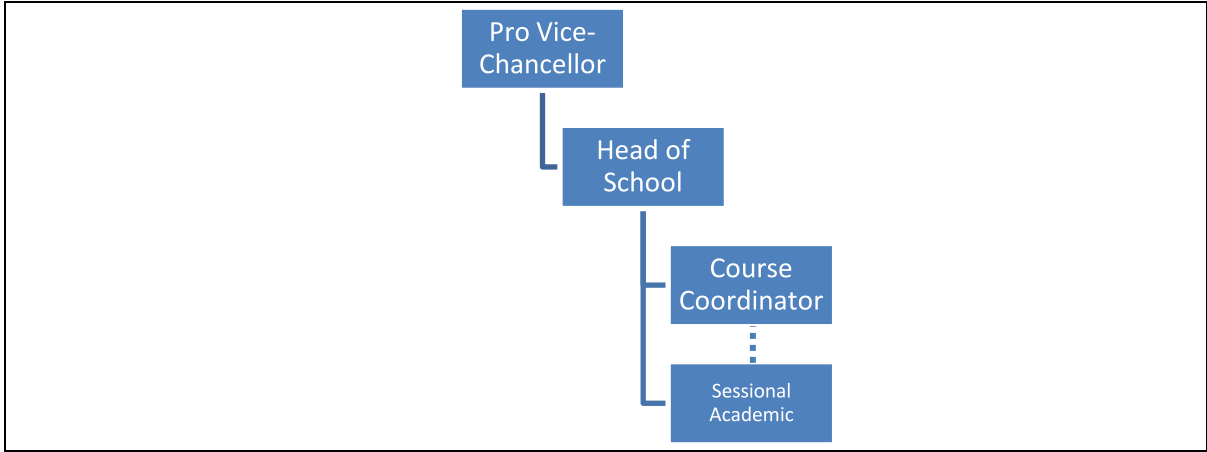 Pro Vice-
Chancellor
Head of
School
Course
Coordinator
Sessional
Academic